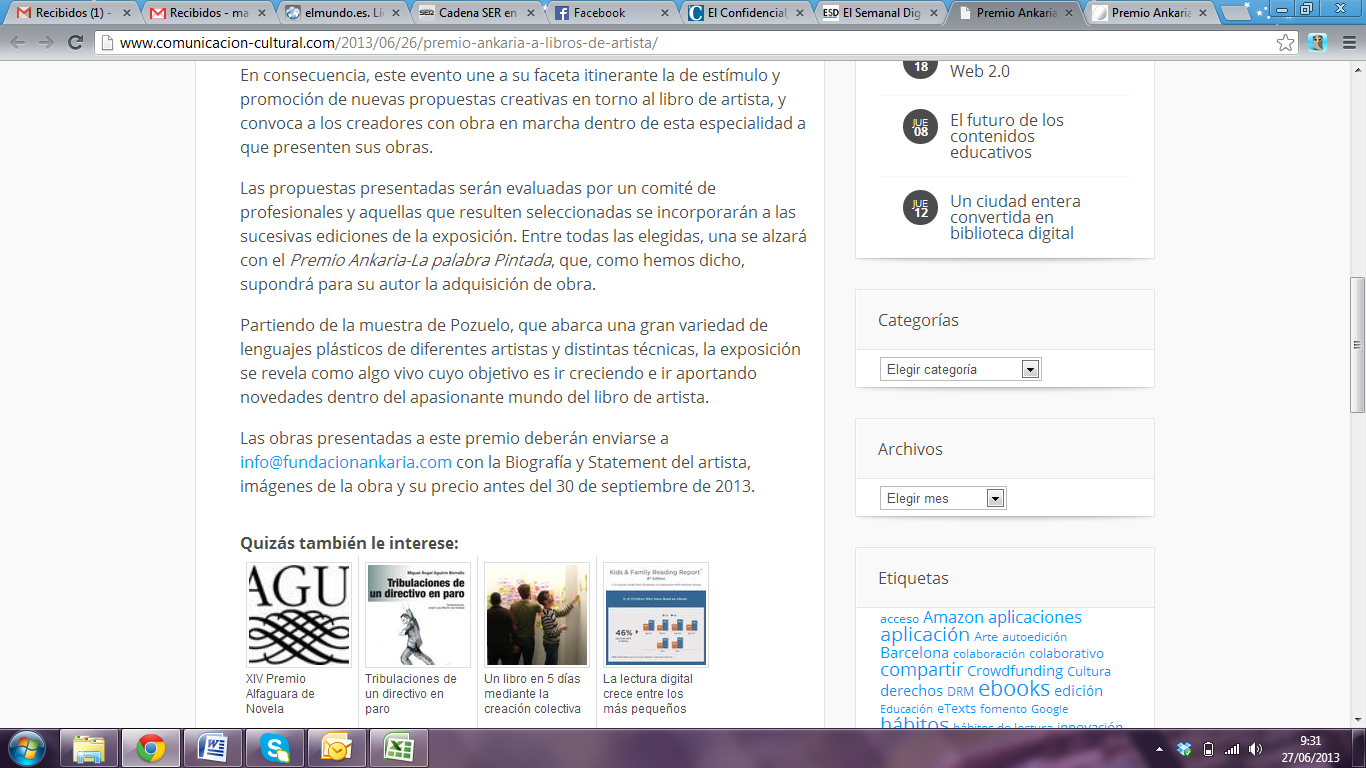 Recibidos (1) -
Recibidos - ma
elmundo.es. Lí
Cadena SER en
Facebook
El Confidencial
El Semanal Dig
Premio Ankaria
Premio Ankaria
www.comunicacion-cultural.com/2013/06/26/premio-ankaria-a-libros-de-artista/
En consecuencia, este evento une a su faceta itinerante la de estímulo y
promoción de nuevas propuestas creativas en torno al libro de artista, y
convoca a los creadores con obra en marcha dentro de esta especialidad a
que presenten sus obras.
Las propuestas presentadas serán evaluadas por un comité de
profesionales y aquellas que resulten seleccionadas se incorporarán a las
sucesivas ediciones de la exposición. Entre todas las elegidas, una se alzará
con el Premio Ankaria-La palabra Pintada, que, como hemos dicho,
supondrá para su autor la adquisición de obra.
Partiendo de la muestra de Pozuelo, que abarca una gran variedad de
lenguajes plásticos de diferentes artistas y distintas técnicas, la exposición
se revela como algo vivo cuyo objetivo es ir creciendo e ir aportando
novedades dentro del apasionante mundo del libro de artista.
Las obras presentadas a este premio deberán enviarse a
info@fundacionankaria.com con la Biografía y Statement del artista,
imágenes de la obra y su precio antes del 30 de septiembre de 2013.
Quizás también le interese:
AGU
XIV Premio
Alfaguara de
Novela
Miguel Ángel Aguirre Borrallo
Tribulaciones de
un directivo en paro
Tribulaciones de
un directivo en
paro
Un libro en 5 días
mediante la
creación colectiva
Kids & Family Reading Report
46%
La lectura digital
crece entre los
más pequeños
18
Web 2.0
JUE
08
El futuro de los
contenidos
educativos
JUE
12
Un ciudad entera
convertida en
biblioteca digital
Categorías
Elegir categoría
Archivos
Elegir mes
Etiquetas
acceso Amazon aplicaciones
aplicación Arte autoedición
Barcelona colaboración colaborativo
compartir Crowdfunding Cultura
derechos DRM ebooks edición
Educación eTexts fomento Google
hábitos hábitos de lectura innovación
9:31
27/06/2013